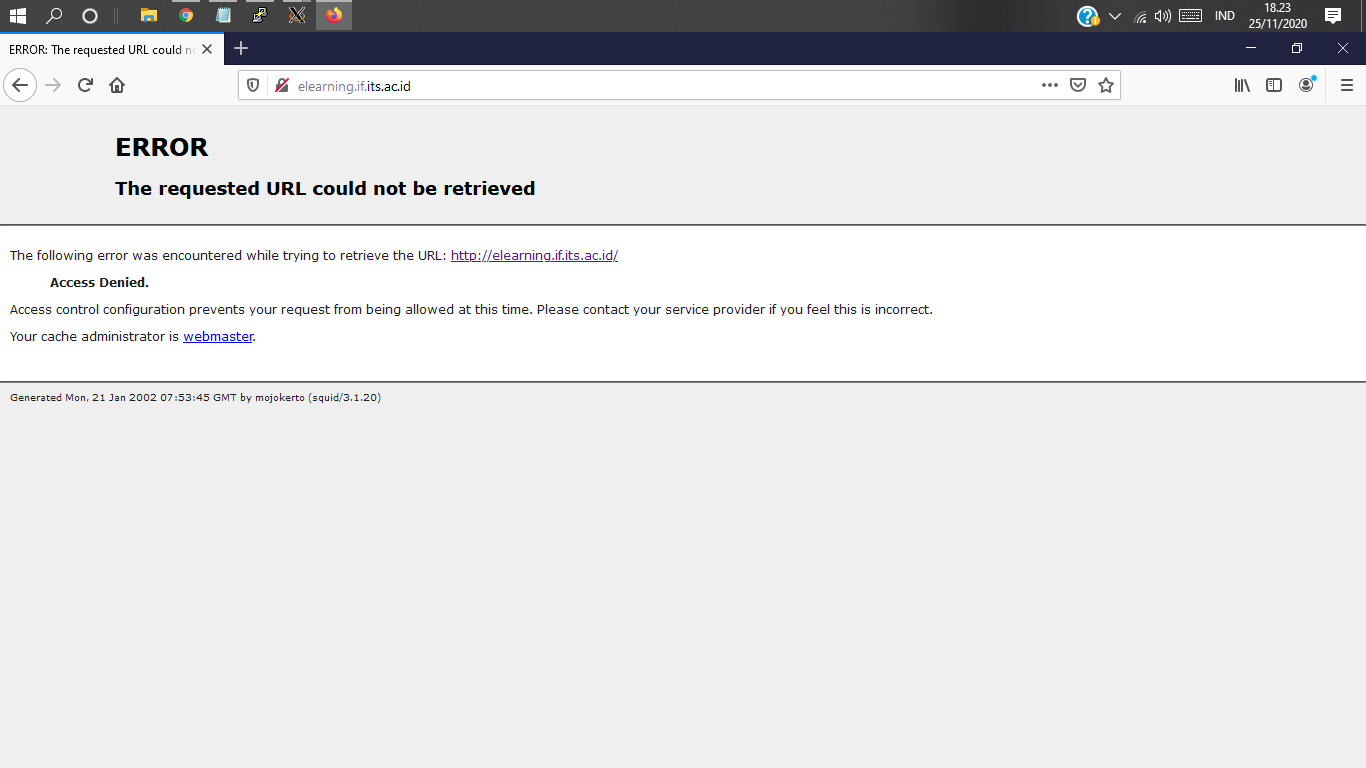 IND
18.23
25/11/2020
ERROR: The requested URL could n
elearning.if.its.ac.id
ERROR
The requested URL could not be retrieved
The following error was encountered while trying to retrieve the URL: http://elearning.if.its.ac.id/
Access Denied.
Access control configuration prevents your request from being allowed at this time. Please contact your service provider if you feel this is incorrect.
Your cache administrator is webmaster.
Generated Mon, 21 Jan 2002 07:53:45 GMT by mojokerto (squid/3.1.20)